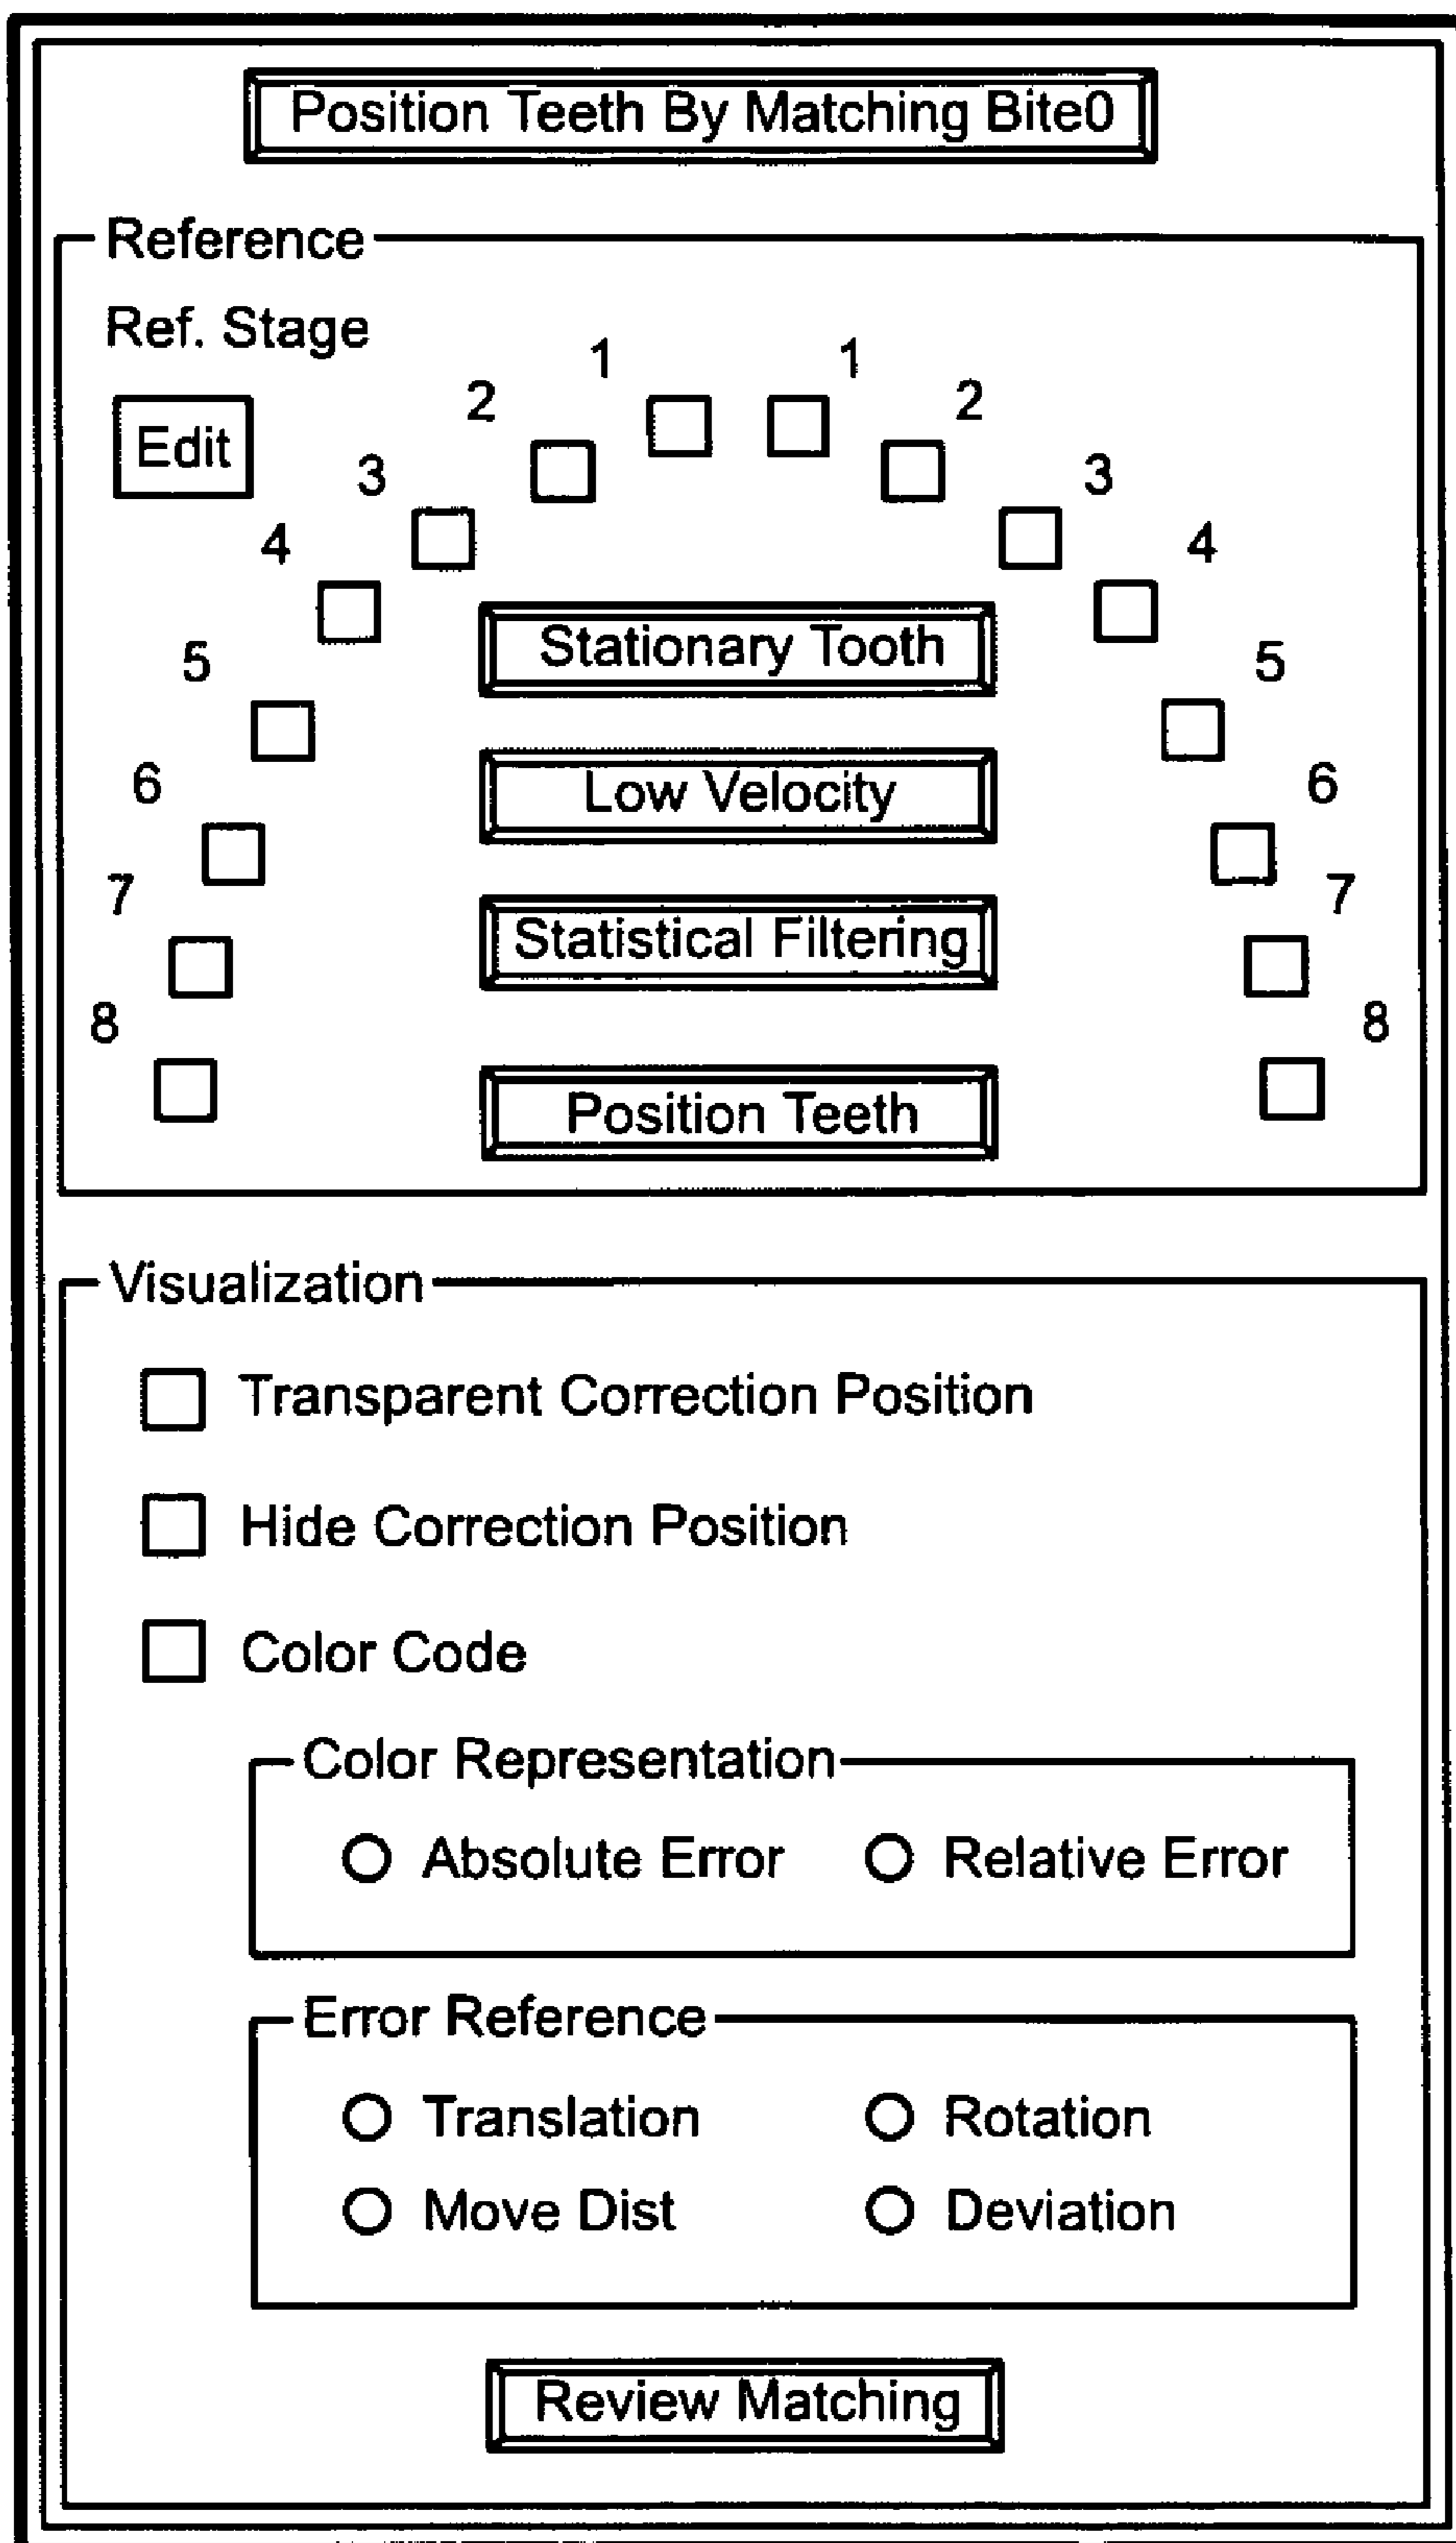 Position Teeth By Matching Bite0
Reference
Ref. Stage
1 1
2 2
Edit
3 3
4 4
Stationary Tooth
5 5
Low Velocity
6 6
7 7
Statistical Filtering
8 8
Position Teeth
Visualization
Transparent Correction Position
Hide Correction Position
Color Code
Color Representation
Absolute Error Relative Error
Error Reference
Translation Rotation
Move Dist Deviation
Review Matching